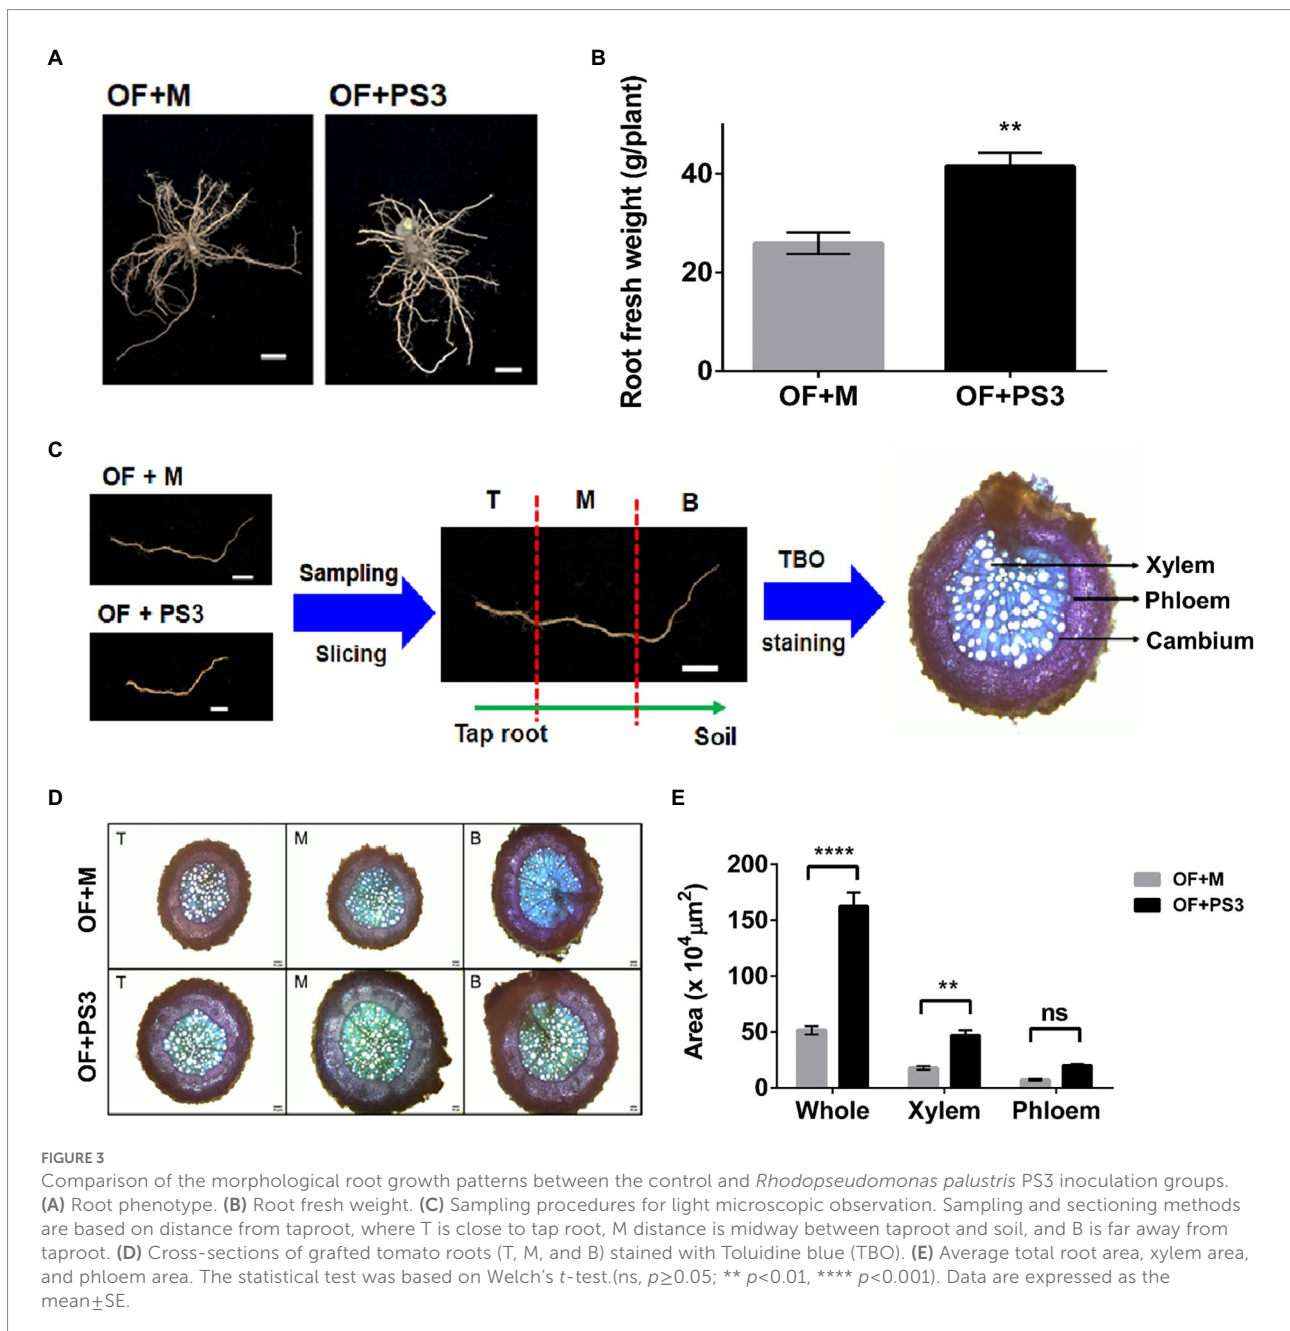 A
OF+M
OF+PS3
B
Root fresh weight (g/plant)
40
20
0
**
OF+M
OF+PS3
C
OF + M
OF + PS3
Sampling
Slicing
T
M
B
Tap root
Soil
TBO
staining
Xylem
Phloem
Cambium
D
OF+M
T
M
B
OF+PS3
T
M
B
E
Area (x 10⁴µm²)
200
150
100
50
0
****
**
ns
OF+M
OF+PS3
Whole
Xylem
Phloem
FIGURE 3
Comparison of the morphological root growth patterns between the control and Rhodopseudomonas palustris PS3 inoculation groups.
(A) Root phenotype. (B) Root fresh weight. (C) Sampling procedures for light microscopic observation. Sampling and sectioning methods
are based on distance from taproot, where T is close to tap root, M distance is midway between taproot and soil, and B is far away from
taproot. (D) Cross-sections of grafted tomato roots (T, M, and B) stained with Toluidine blue (TBO). (E) Average total root area, xylem area,
and phloem area. The statistical test was based on Welch's t-test.(ns, p≥0.05; ** p<0.01, **** p<0.001). Data are expressed as the
mean±SE.